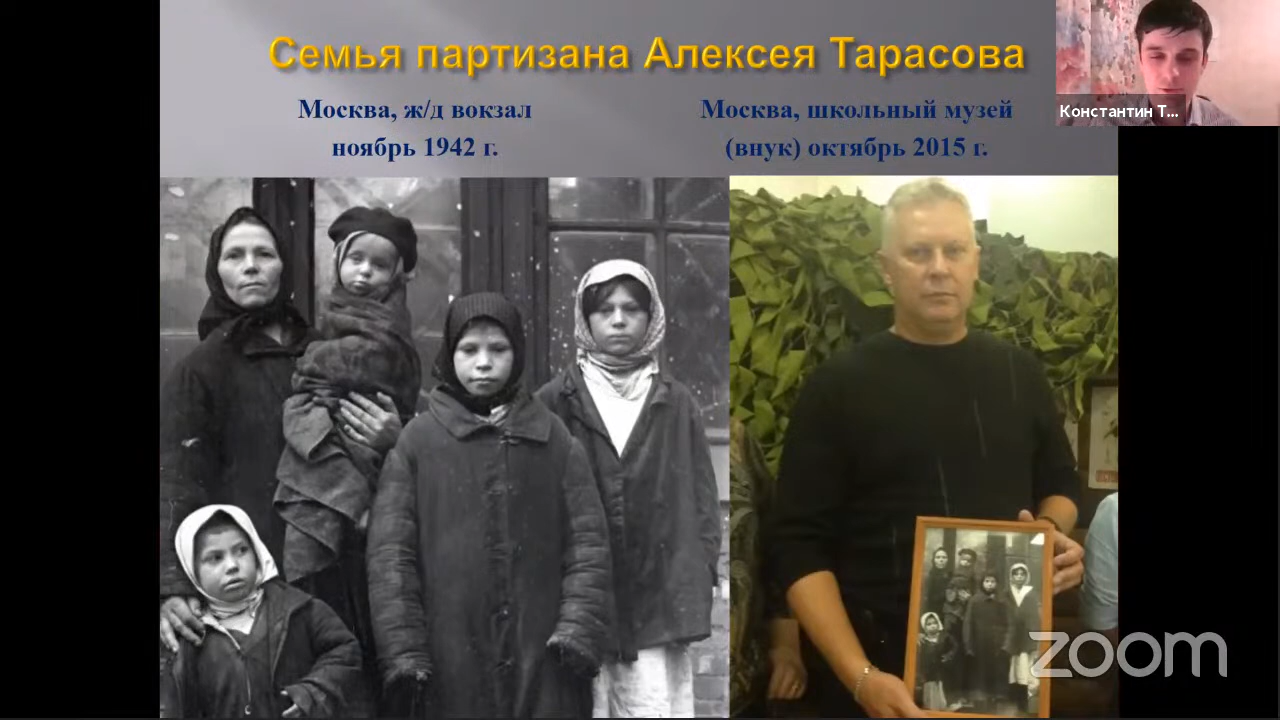 Семья партизана Алексея Тарасова
Москва, ж/д вокзал
ноябрь 1942 г.
Москва, школьный музей
(внук) октябрь 2015 г.
Константин Т...
zoom